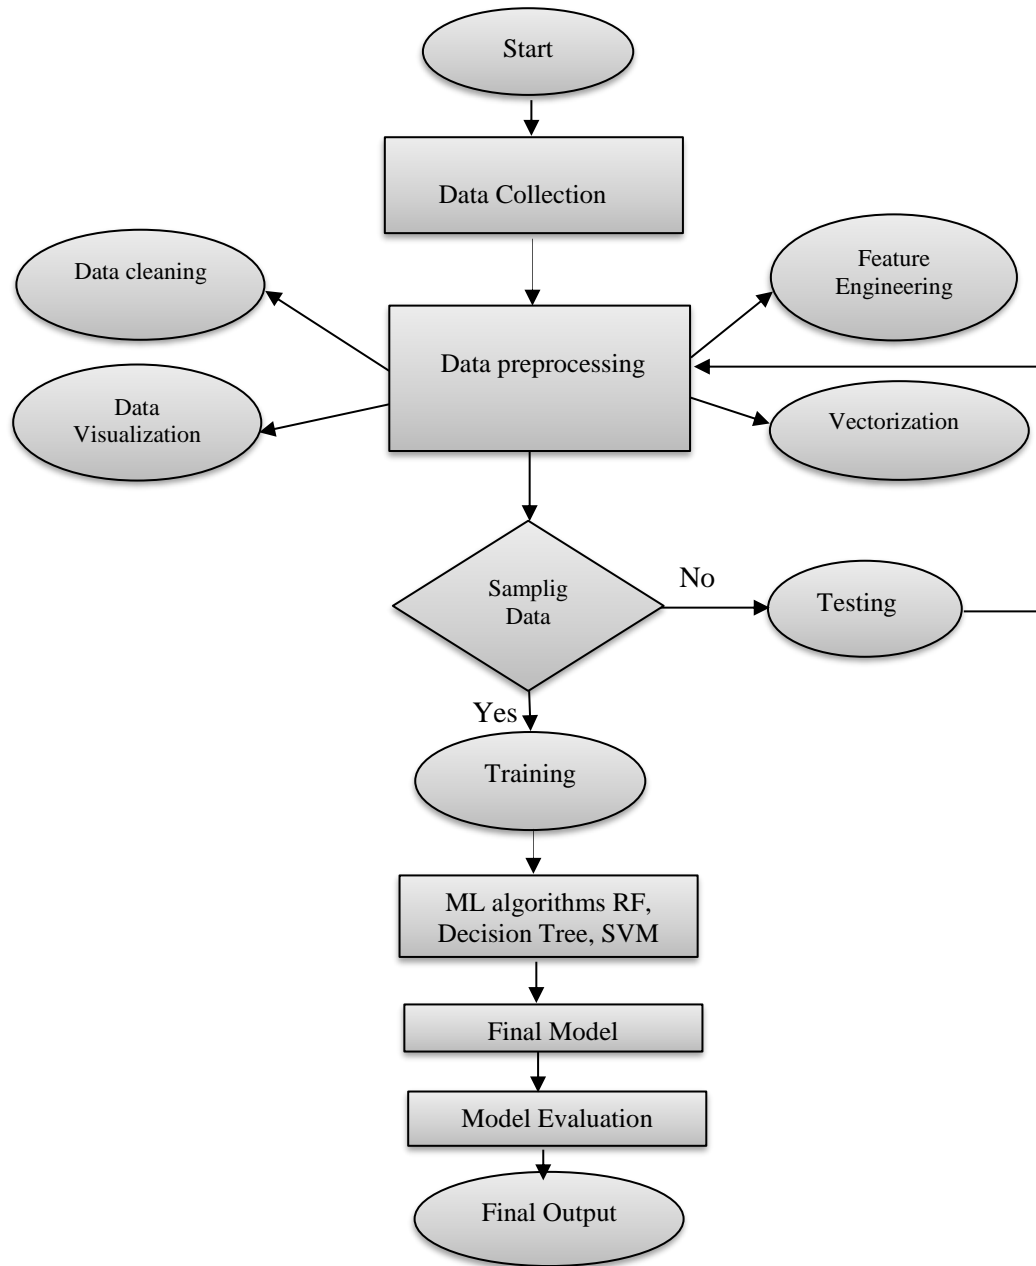 Start
Data Collection
Data cleaning
Feature
Engineering
Data preprocessing
Data
Visualization
Vectorization
Samplig
Data
No
Testing
Yes
Training
ML algorithms RF,
Decision Tree, SVM
Final Model
Model Evaluation
Final Output